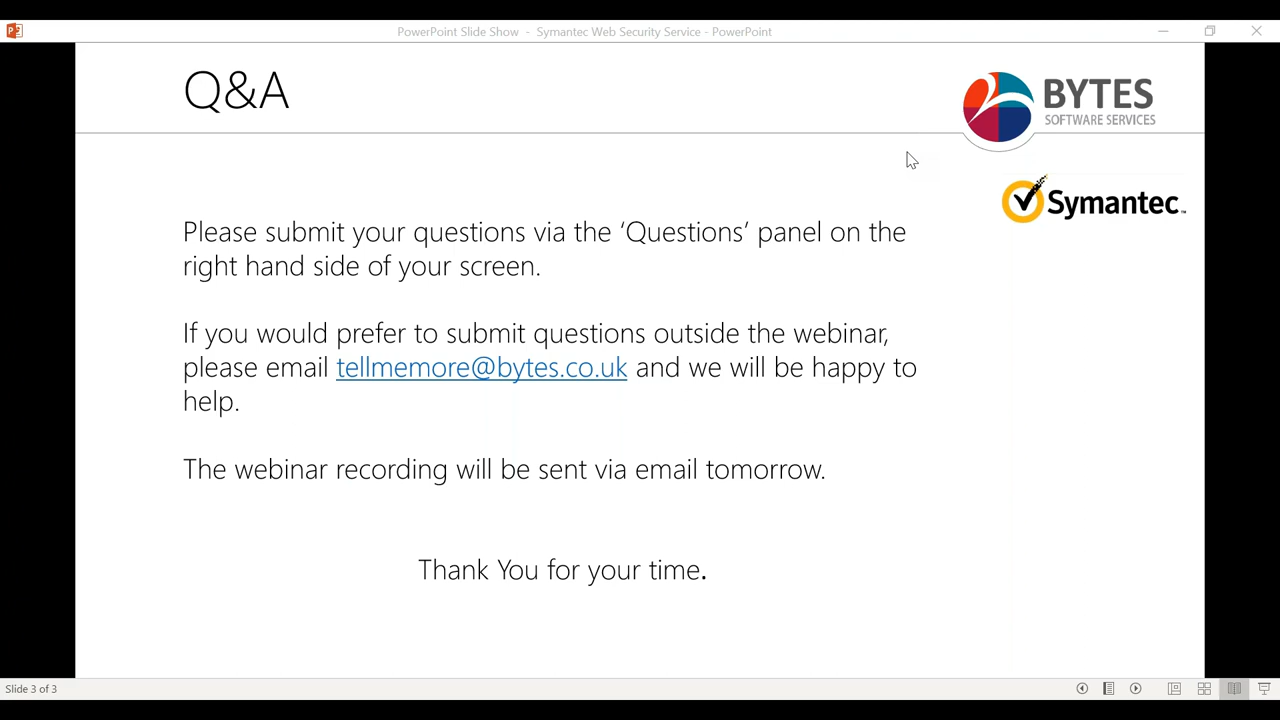 PowerPoint Slide Show - Symantec Web Security Service - PowerPoint
Q&A
BYTES
SOFTWARE SERVICES
Symantec™
Please submit your questions via the ‘Questions’ panel on the
right hand side of your screen.
If you would prefer to submit questions outside the webinar,
please email tellmemore@bytes.co.uk and we will be happy to
help.
The webinar recording will be sent via email tomorrow.
Thank You for your time.
Slide 3 of 3